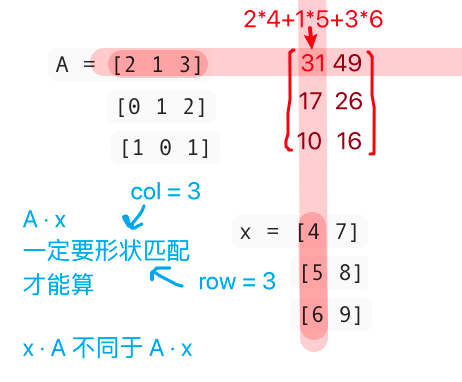 2*4+1*5+3*6
A = [2 1 3]
[0 1 2]
[1 0 1]
31 49
17 26
10 16
col = 3
A · x
一定要形状匹配
才能算
row = 3
x = [4 7]
[5 8]
[6 9]
x · A 不同于 A · x